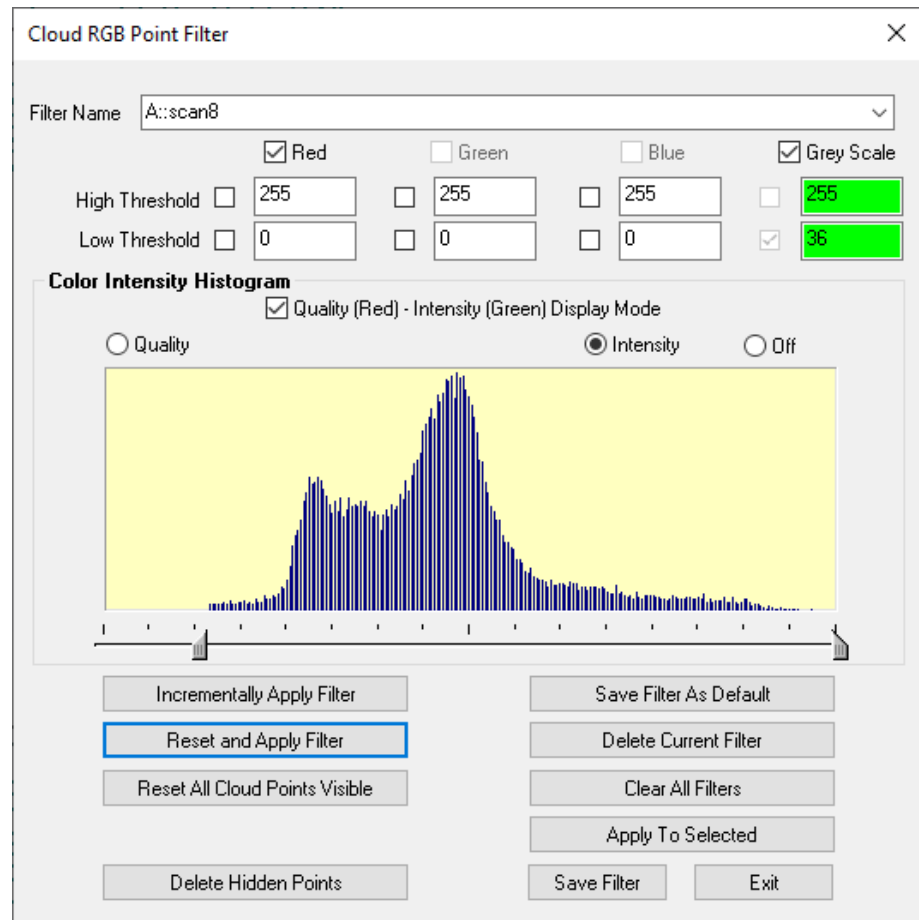 Cloud RGB Point Filter
Filter Name A::scan8
Red Green Blue Grey Scale
High Threshold 255 255 255 255
Low Threshold 0 0 0 36
Color Intensity Histogram
Quality (Red) - Intensity (Green) Display Mode
Quality Intensity Off
Incrementally Apply Filter Save Filter As Default
Reset and Apply Filter Delete Current Filter
Reset All Cloud Points Visible Clear All Filters
Apply To Selected
Delete Hidden Points Save Filter Exit